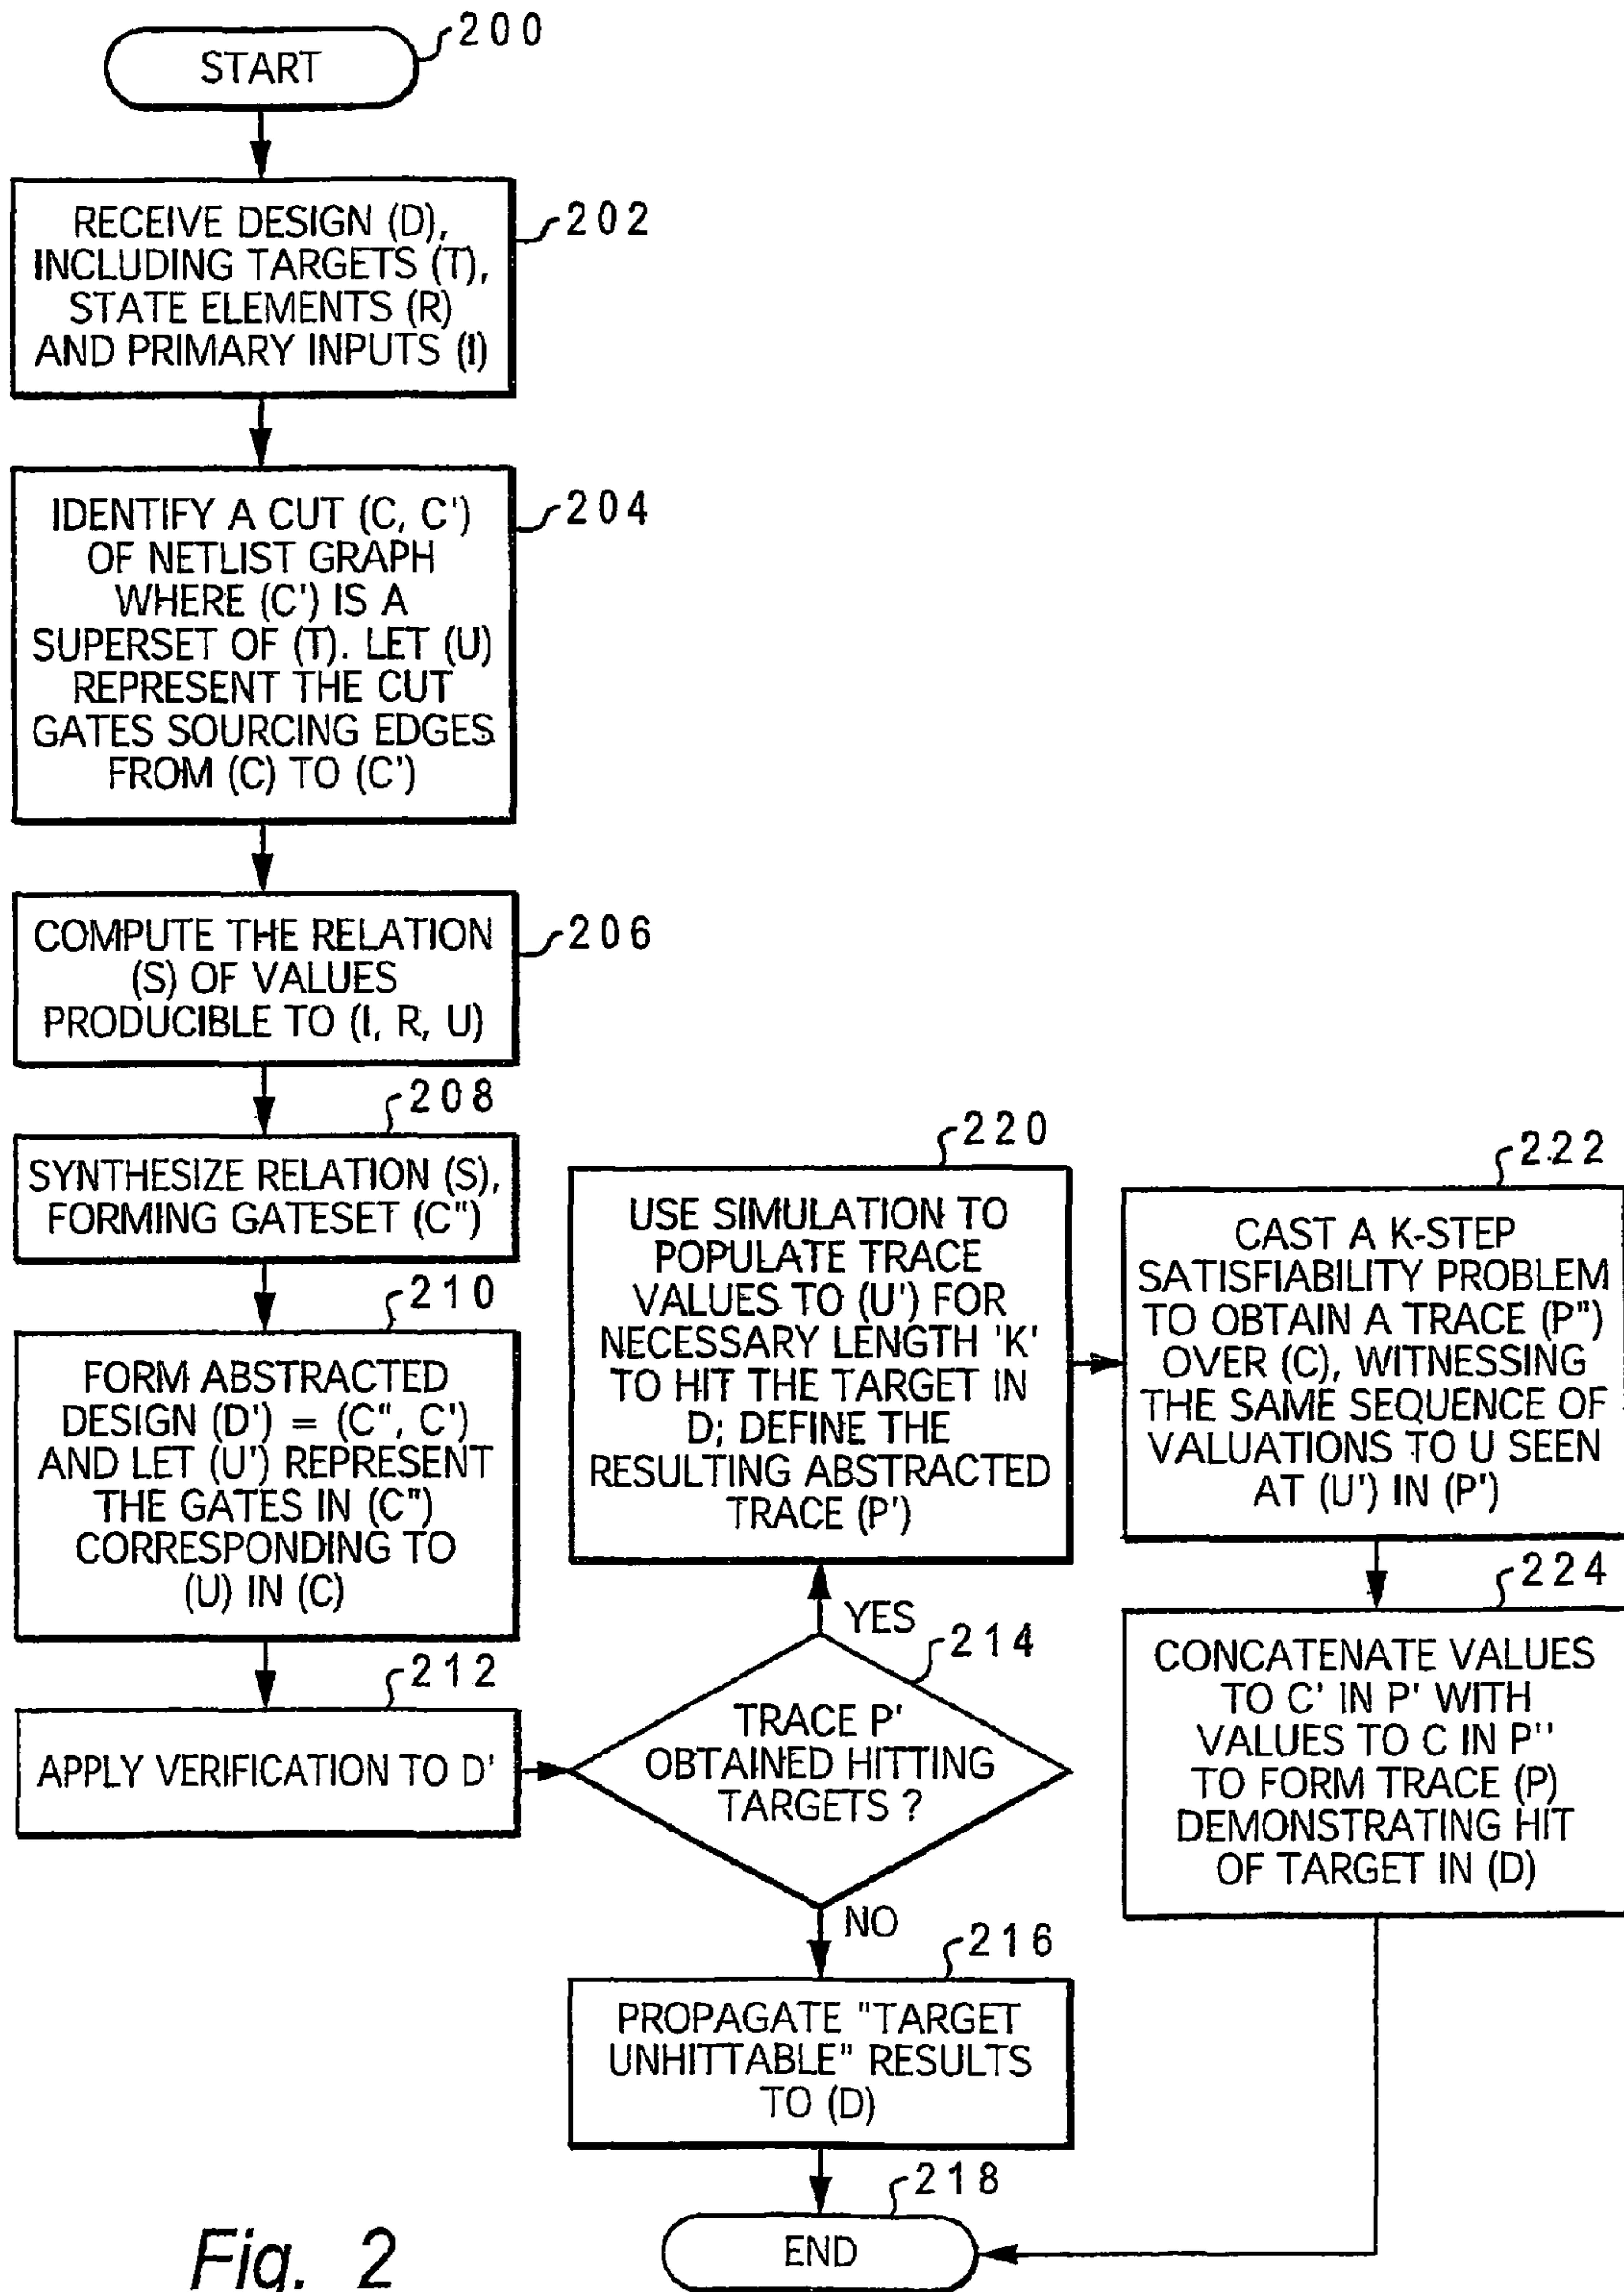 200
START
RECEIVE DESIGN (D),
INCLUDING TARGETS (T),
STATE ELEMENTS (R)
AND PRIMARY INPUTS (I)
202
IDENTIFY A CUT (C, C')
OF NETLIST GRAPH
WHERE (C') IS A
SUPERSET OF (T). LET (U)
REPRESENT THE CUT
GATES SOURCING EDGES
FROM (C) TO (C')
204
COMPUTE THE RELATION
(S) OF VALUES
PRODUCIBLE TO (I, R, U)
206
208
SYNTHESIZE RELATION (S),
FORMING GATESET (C")
210
FORM ABSTRACTED
DESIGN (D') = (C", C')
AND LET (U') REPRESENT
THE GATES IN (C")
CORRESPONDING TO
(U) IN (C)
212
APPLY VERIFICATION TO D'
214
TRACE P'
OBTAINED HITTING
TARGETS ?
YES
NO
220
USE SIMULATION TO
POPULATE TRACE
VALUES TO (U') FOR
NECESSARY LENGTH 'K'
TO HIT THE TARGET IN
D; DEFINE THE
RESULTING ABSTRACTED
TRACE (P')
222
CAST A K-STEP
SATISFIABILITY PROBLEM
TO OBTAIN A TRACE (P")
OVER (C), WITNESSING
THE SAME SEQUENCE OF
VALUATIONS TO U SEEN
AT (U') IN (P')
224
CONCATENATE VALUES
TO C' IN P' WITH
VALUES TO C IN P''
TO FORM TRACE (P)
DEMONSTRATING HIT
OF TARGET IN (D)
216
PROPAGATE "TARGET
UNHITTABLE" RESULTS
TO (D)
218
END
Fig. 2